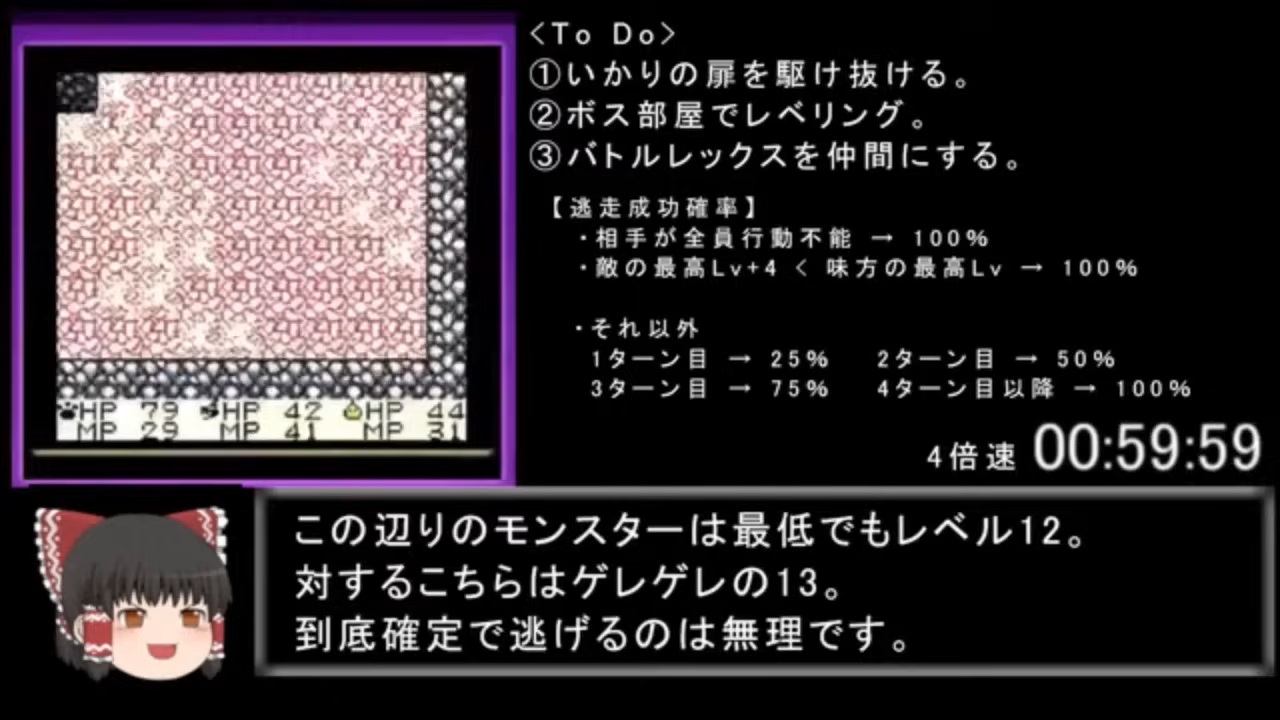 <To Do>
①いかりの扉を駆け抜ける。
②ボス部屋でレベリング。
③バトルレックスを仲間にする。
【逃走成功確率】
・相手が全員行動不能 → 100%
・敵の最高Lv+4 < 味方の最高Lv → 100%
・それ以外
1ターン目 → 25% 2ターン目 → 50%
3ターン目 → 75% 4ターン目以降 → 100%
HP 79 HP 42 HP 44
MP 29 MP 41 MP 31
4倍速 00:59:59
この辺りのモンスターは最低でもレベル12。
対するこちらはゲレゲレの13。
到底確定で逃げるのは無理です。